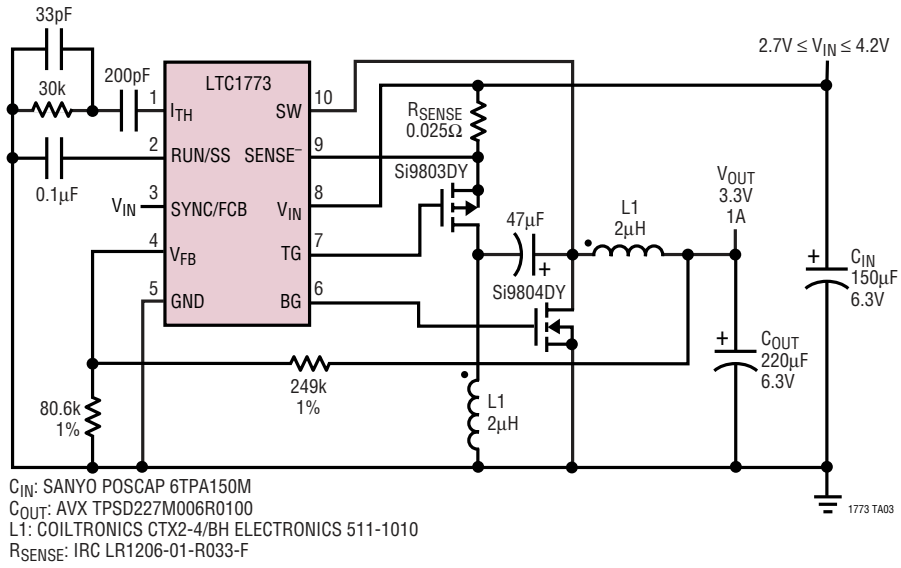 33pF
30k
200pF
0.1µF
VIN
LTC1773
1
ITH
2
RUN/SS
3
SYNC/FCB
4
VFB
5
GND
10
SW
9
SENSE–
8
VIN
7
TG
6
BG
RSENSE
0.025Ω
Si9803DY
47µF
+
Si9804DY
L1
2µH
VOUT
3.3V
1A
2.7V ≤ VIN ≤ 4.2V
+
CIN
150µF
6.3V
+
COUT
220µF
6.3V
249k
1%
80.6k
1%
L1
2µH
CIN: SANYO POSCAP 6TPA150M
COUT: AVX TPSD227M006R0100
L1: COILTRONICS CTX2-4/BH ELECTRONICS 511-1010
RSENSE: IRC LR1206-01-R033-F
1773 TA03